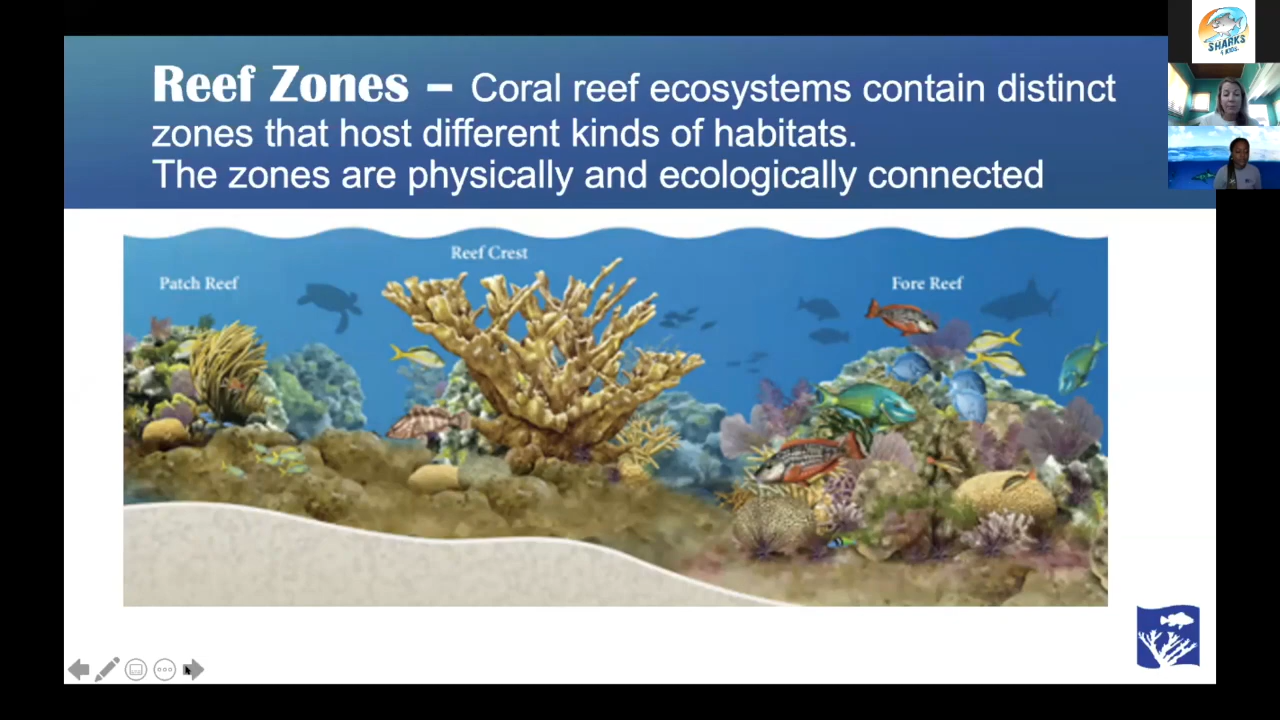 Reef Zones – Coral reef ecosystems contain distinct
zones that host different kinds of habitats.
The zones are physically and ecologically connected
Patch Reef
Reef Crest
Fore Reef
SHARKS
4 KIDS.